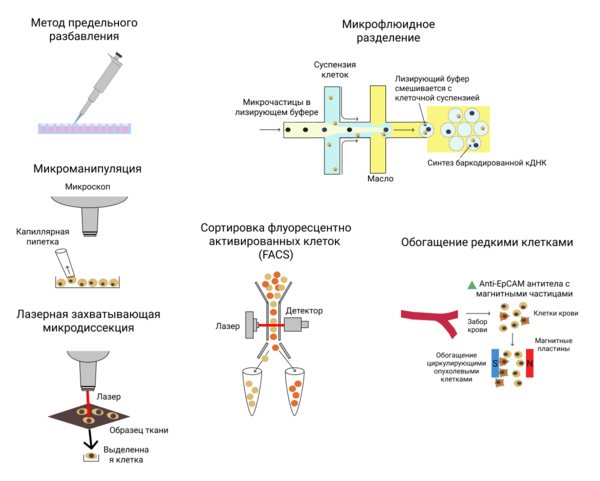 Метод предельного
разбавления
Микроманипуляция
Микроскоп
Капиллярная
пипетка
Лазерная захватывающая
микродиссекция
Лазер
Образец ткани
Выделенна
я клетка
Микрофлюидное
разделение
Суспензия
клеток
Лизирующий буфер
смешивается с
клеточной суспензией
Микрочастицы в
лизирующем буфере
Синтез баркодированной кДНК
Масло
Сортировка флуоресцентно
активированных клеток
(FACS)
Лазер
Детектор
Обогащение редкими клетками
Anti-EpCAM антитела с
магнитными частицами
Забор
крови
Клетки крови
Магнитные
пластины
Обогащение
циркулирующими
опухолевыми
клетками
S
N